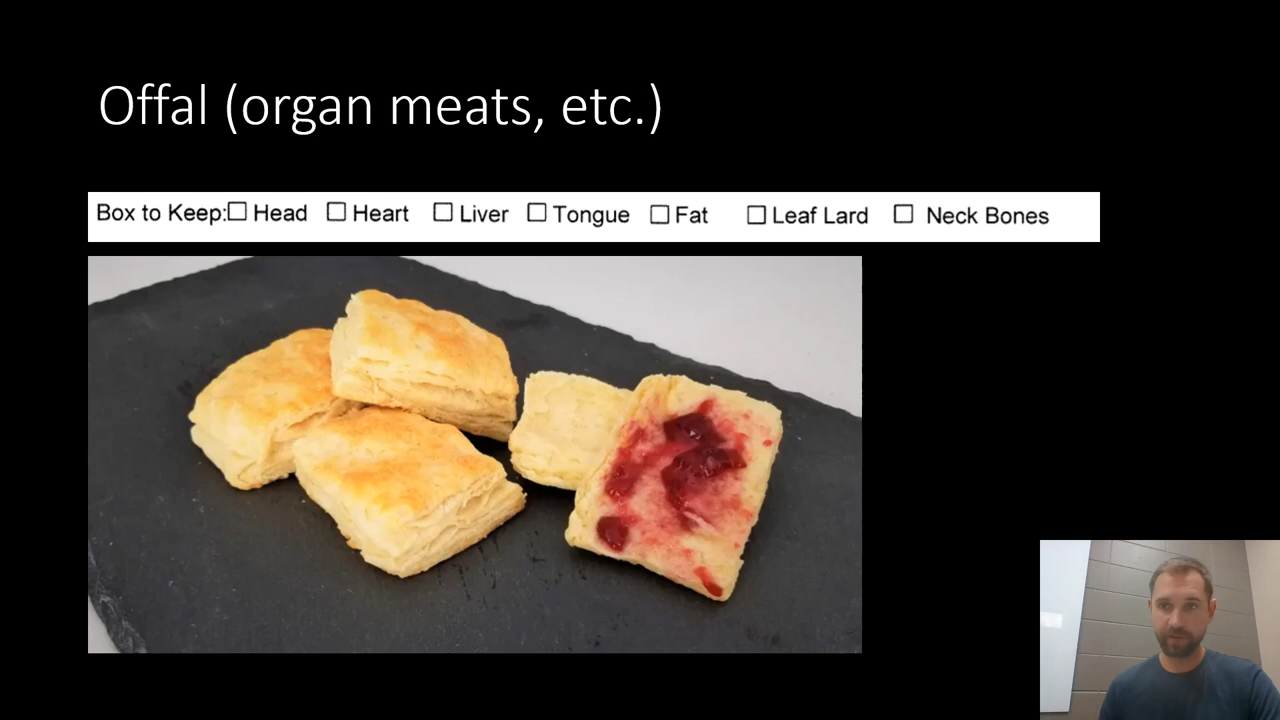 Offal (organ meats, etc.)
Box to Keep:☐ Head ☐ Heart ☐ Liver ☐ Tongue ☐ Fat ☐ Leaf Lard ☐ Neck Bones